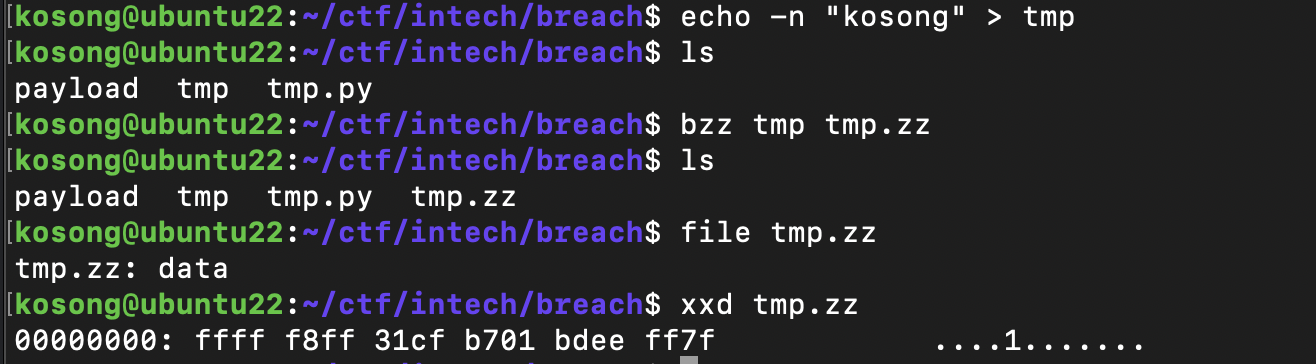 [kosong@ubuntu22:~/ctf/intech/breach$ echo -n "kosong" > tmp
[kosong@ubuntu22:~/ctf/intech/breach$ ls
payload  tmp  tmp.py
[kosong@ubuntu22:~/ctf/intech/breach$ bzz tmp tmp.zz
[kosong@ubuntu22:~/ctf/intech/breach$ ls
payload  tmp  tmp.py  tmp.zz
[kosong@ubuntu22:~/ctf/intech/breach$ file tmp.zz
tmp.zz: data
[kosong@ubuntu22:~/ctf/intech/breach$ xxd tmp.zz
00000000: ffff f8ff 31cf b701 bdee ff7f            ....1.......